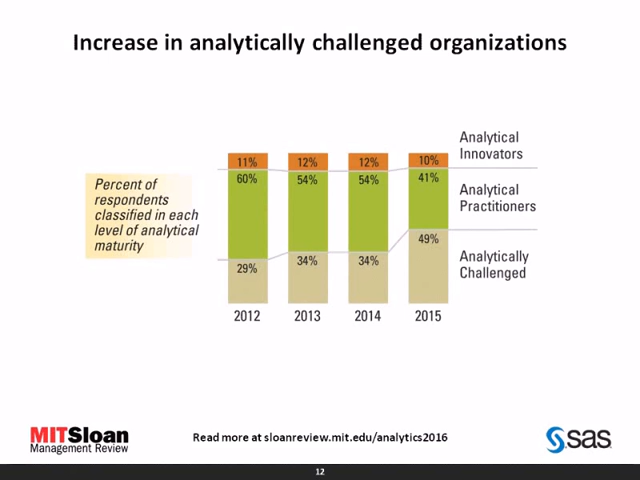 Increase in analytically challenged organizations
Percent of
respondents
classified in each
level of analytical
maturity
11%
12%
12%
10%
Analytical
Innovators
60%
54%
54%
41%
Analytical
Practitioners
29%
34%
34%
49%
Analytically
Challenged
2012
2013
2014
2015
MITSloan
Management Review
Read more at sloanreview.mit.edu/analytics2016
sas
12